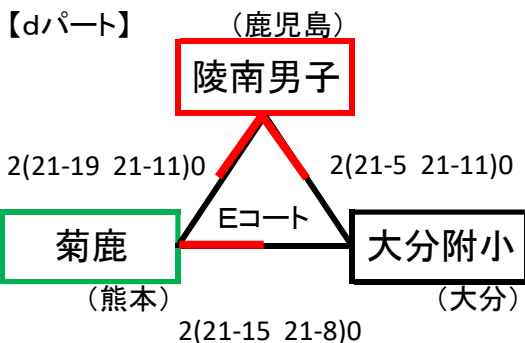 【dパート】
（鹿児島）
陵南男子
2(21-19 21-11)0
2(21-5 21-11)0
Eコート
菊鹿
大分附小
（熊本）
（大分）
2(21-15 21-8)0